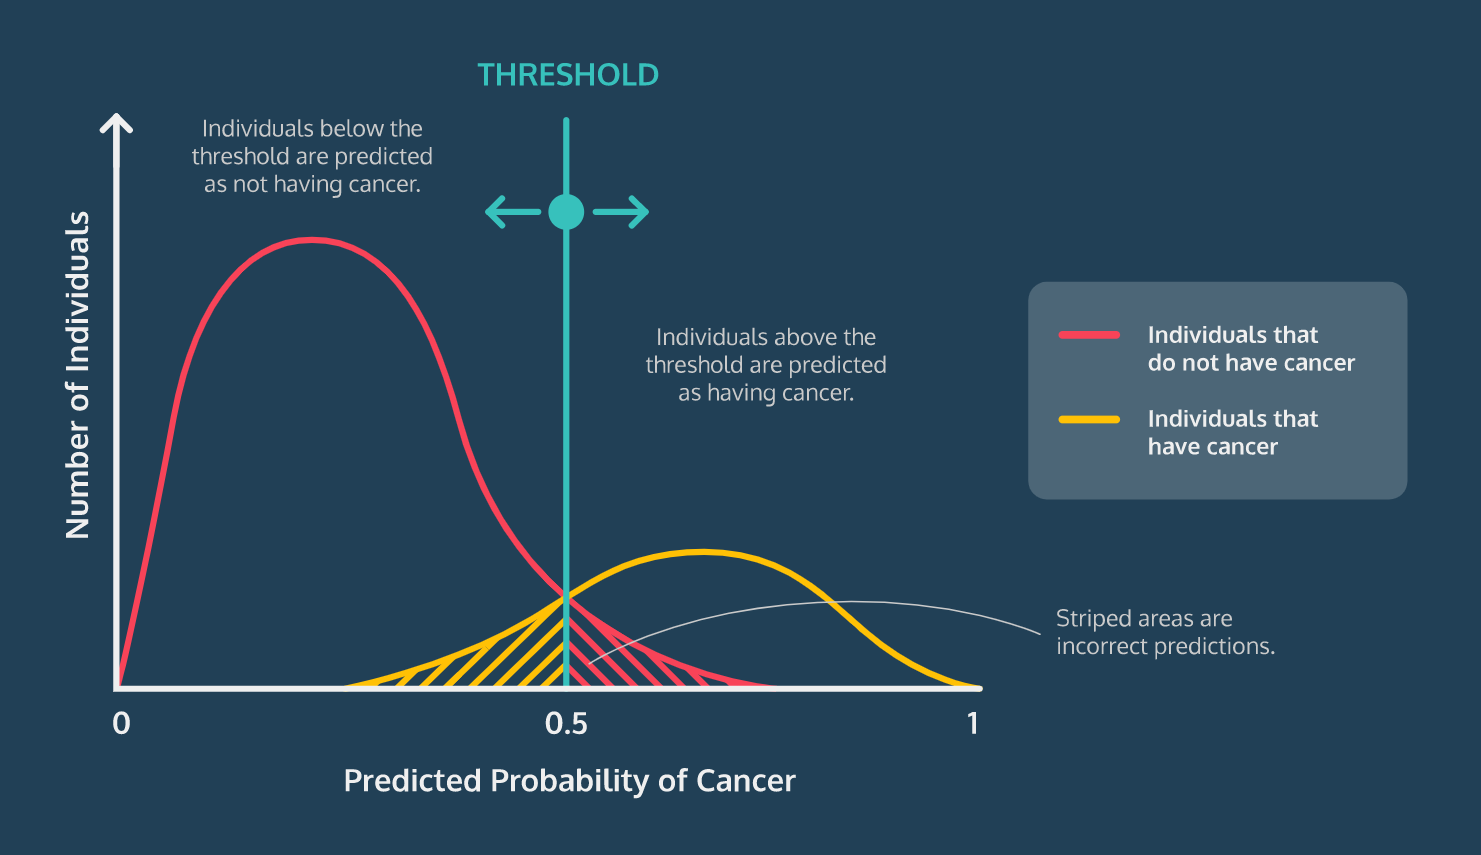 THRESHOLD
Individuals below the
threshold are predicted
as not having cancer.
Number of Individuals
Individuals above the
threshold are predicted
as having cancer.
Individuals that
do not have cancer
Individuals that
have cancer
Striped areas are
incorrect predictions.
0
0.5
1
Predicted Probability of Cancer